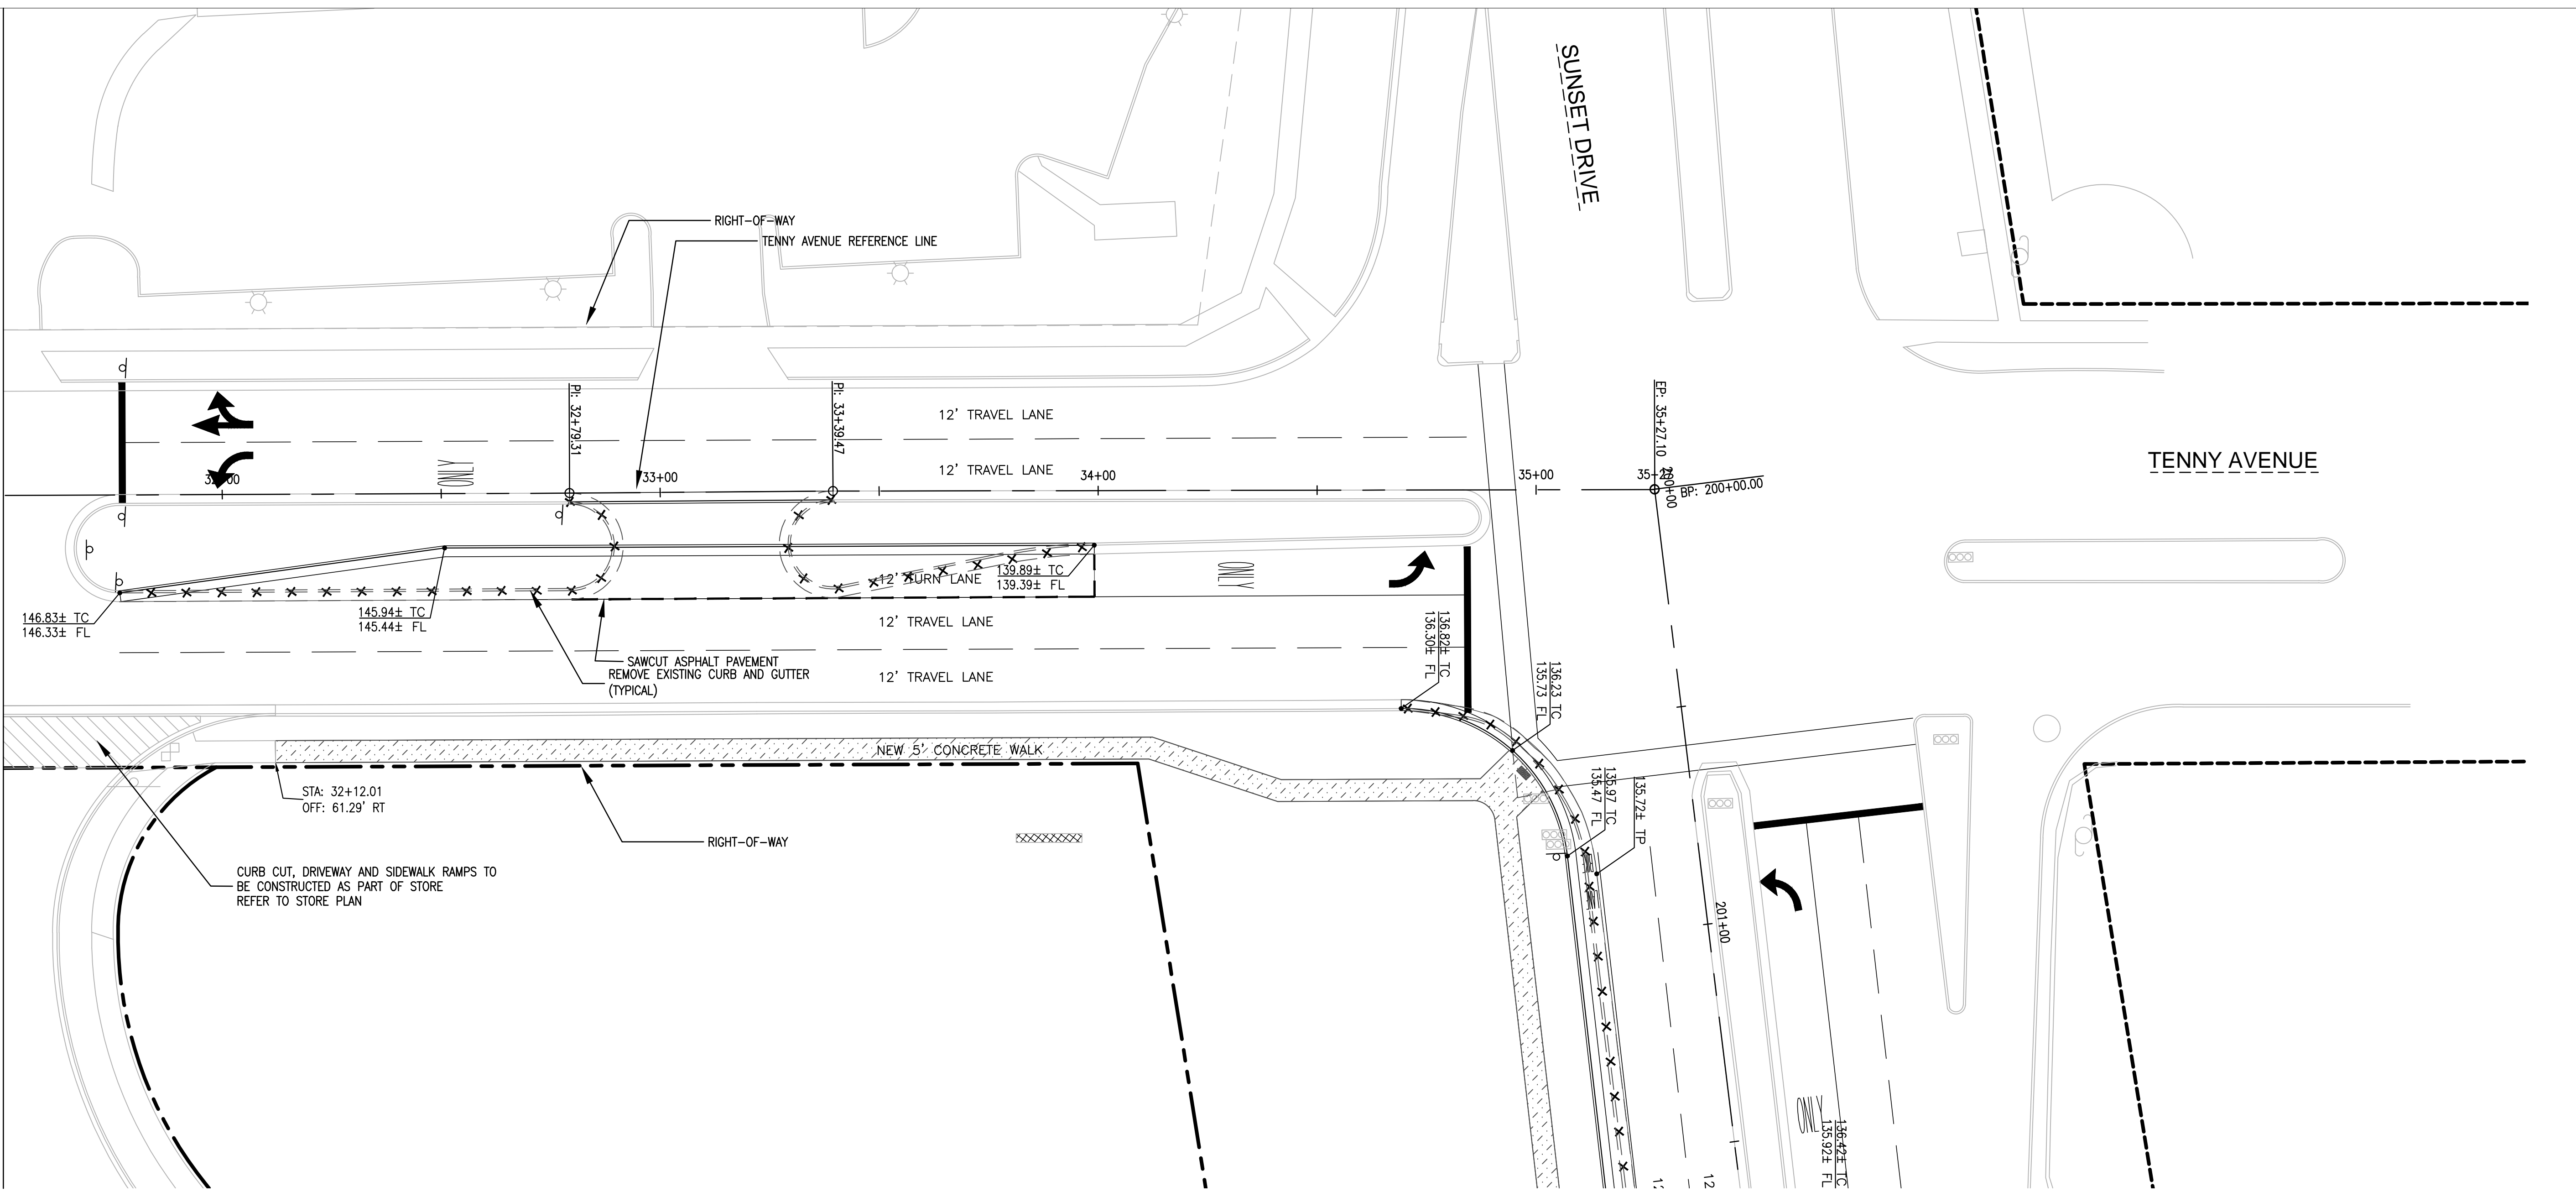 SUNSET DRIVE
RIGHT-OF-WAY
TENNY AVENUE REFERENCE LINE
PI: 32+79.31
PI: 33+39.47
EP: 35+27.10
12' TRAVEL LANE
12' TRAVEL LANE
ONLY
33+00
34+00
35+00
200+00
BP: 200+00.00
TENNY AVENUE
139.89± TC
139.39± FL
12' TURN LANE
ONLY
146.83± TC
146.33± FL
145.94± TC
145.44± FL
12' TRAVEL LANE
12' TRAVEL LANE
SAWCUT ASPHALT PAVEMENT
REMOVE EXISTING CURB AND GUTTER
(TYPICAL)
136.82± TC
136.30± FL
136.23 TC
135.73 FL
NEW 5' CONCRETE WALK
135.97 TC
135.47 FL
135.72± TP
STA: 32+12.01
OFF: 61.29' RT
RIGHT-OF-WAY
CURB CUT, DRIVEWAY AND SIDEWALK RAMPS TO
BE CONSTRUCTED AS PART OF STORE
REFER TO STORE PLAN
201+00
ONLY
136.42± TC
135.92± FL
12
12